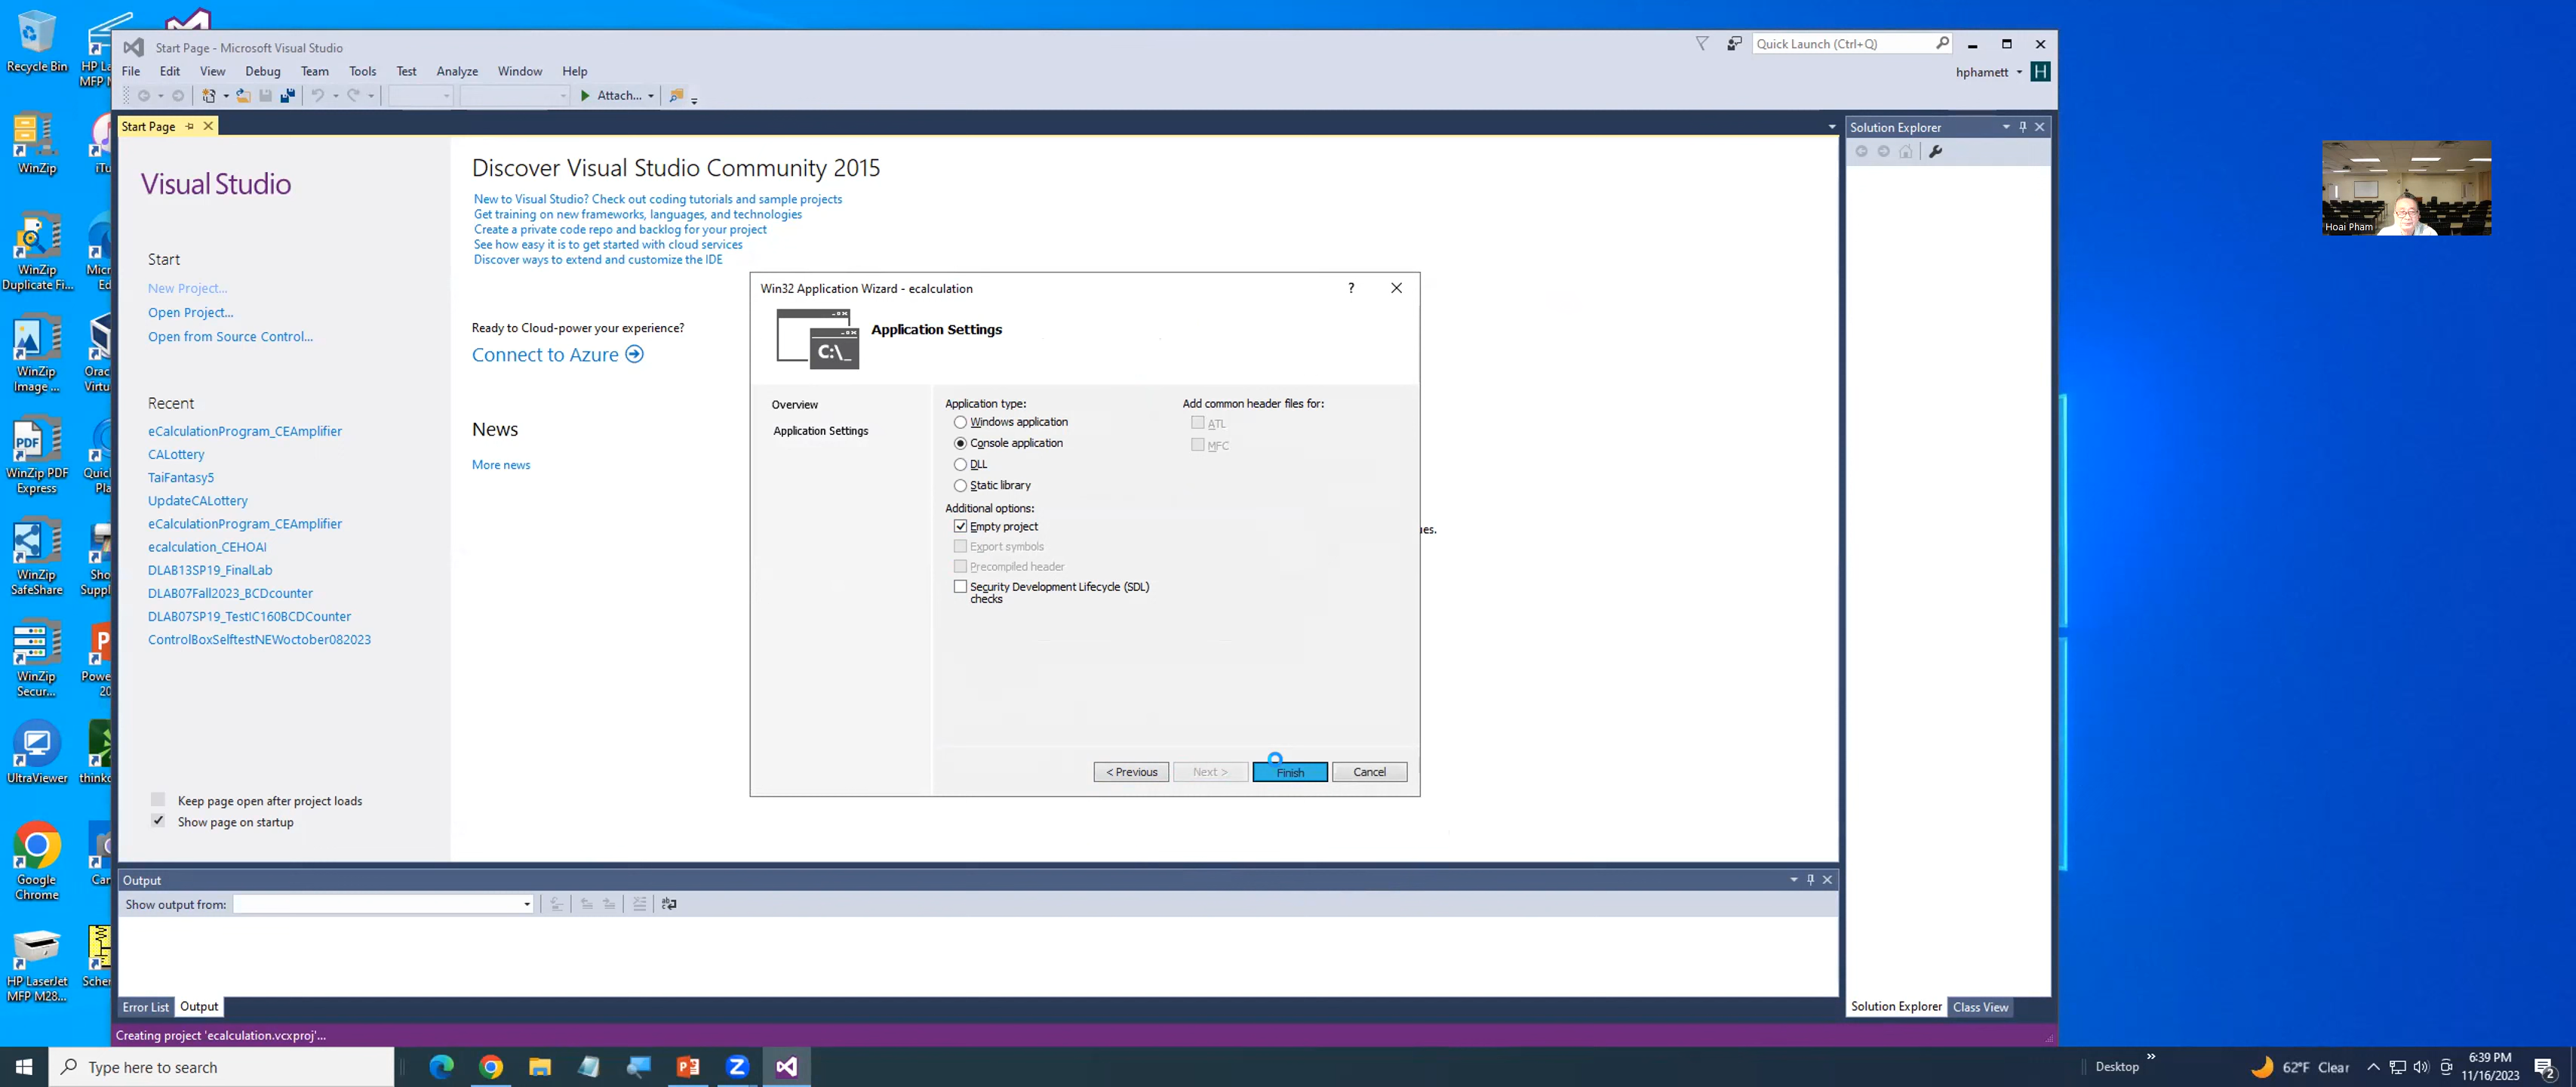 Recycle Bin
HP La
MFP M
WinZip
iTu
WinZip
Duplicate Fi...
Micr
Ed
WinZip
Image ...
Orac
Virtu
WinZip PDF
Express
Quic
Pla
WinZip
SafeShare
Sho
Suppl
WinZip
Secur...
Powe
20
UltraViewer
think
Google
Chrome
Car
HP LaserJet
MFP M28...
Scher
Start Page - Microsoft Visual Studio
Quick Launch (Ctrl+Q)
File Edit View Debug Team Tools Test Analyze Window Help
hphamett
H
Attach...
Start Page
Visual Studio
Start
New Project...
Open Project...
Open from Source Control...
Recent
eCalculationProgram_CEAmplifier
CALottery
TaiFantasy5
UpdateCALottery
eCalculationProgram_CEAmplifier
ecalculation_CEHOAI
DLAB13SP19_FinalLab
DLAB07Fall2023_BCDcounter
DLAB07SP19_TestIC160BCDCounter
ControlBoxSelftestNEWoctober082023
Keep page open after project loads
Show page on startup
Discover Visual Studio Community 2015
New to Visual Studio? Check out coding tutorials and sample projects
Get training on new frameworks, languages, and technologies
Create a private code repo and backlog for your project
See how easy it is to get started with cloud services
Discover ways to extend and customize the IDE
Ready to Cloud-power your experience?
Connect to Azure
News
More news
Win32 Application Wizard - ecalculation
?
C:\_
Application Settings
Overview
Application Settings
Application type:
Windows application
Console application
DLL
Static library
Additional options:
Empty project
Export symbols
Precompiled header
Security Development Lifecycle (SDL)
checks
Add common header files for:
ATL
MFC
< Previous
Next >
Finish
Cancel
es.
Solution Explorer
Output
Show output from:
Error List
Output
Solution Explorer
Class View
Creating project 'ecalculation.vcxproj'...
Hoai Pham
Type here to search
Desktop
62°F Clear
6:39 PM
11/16/2023
2